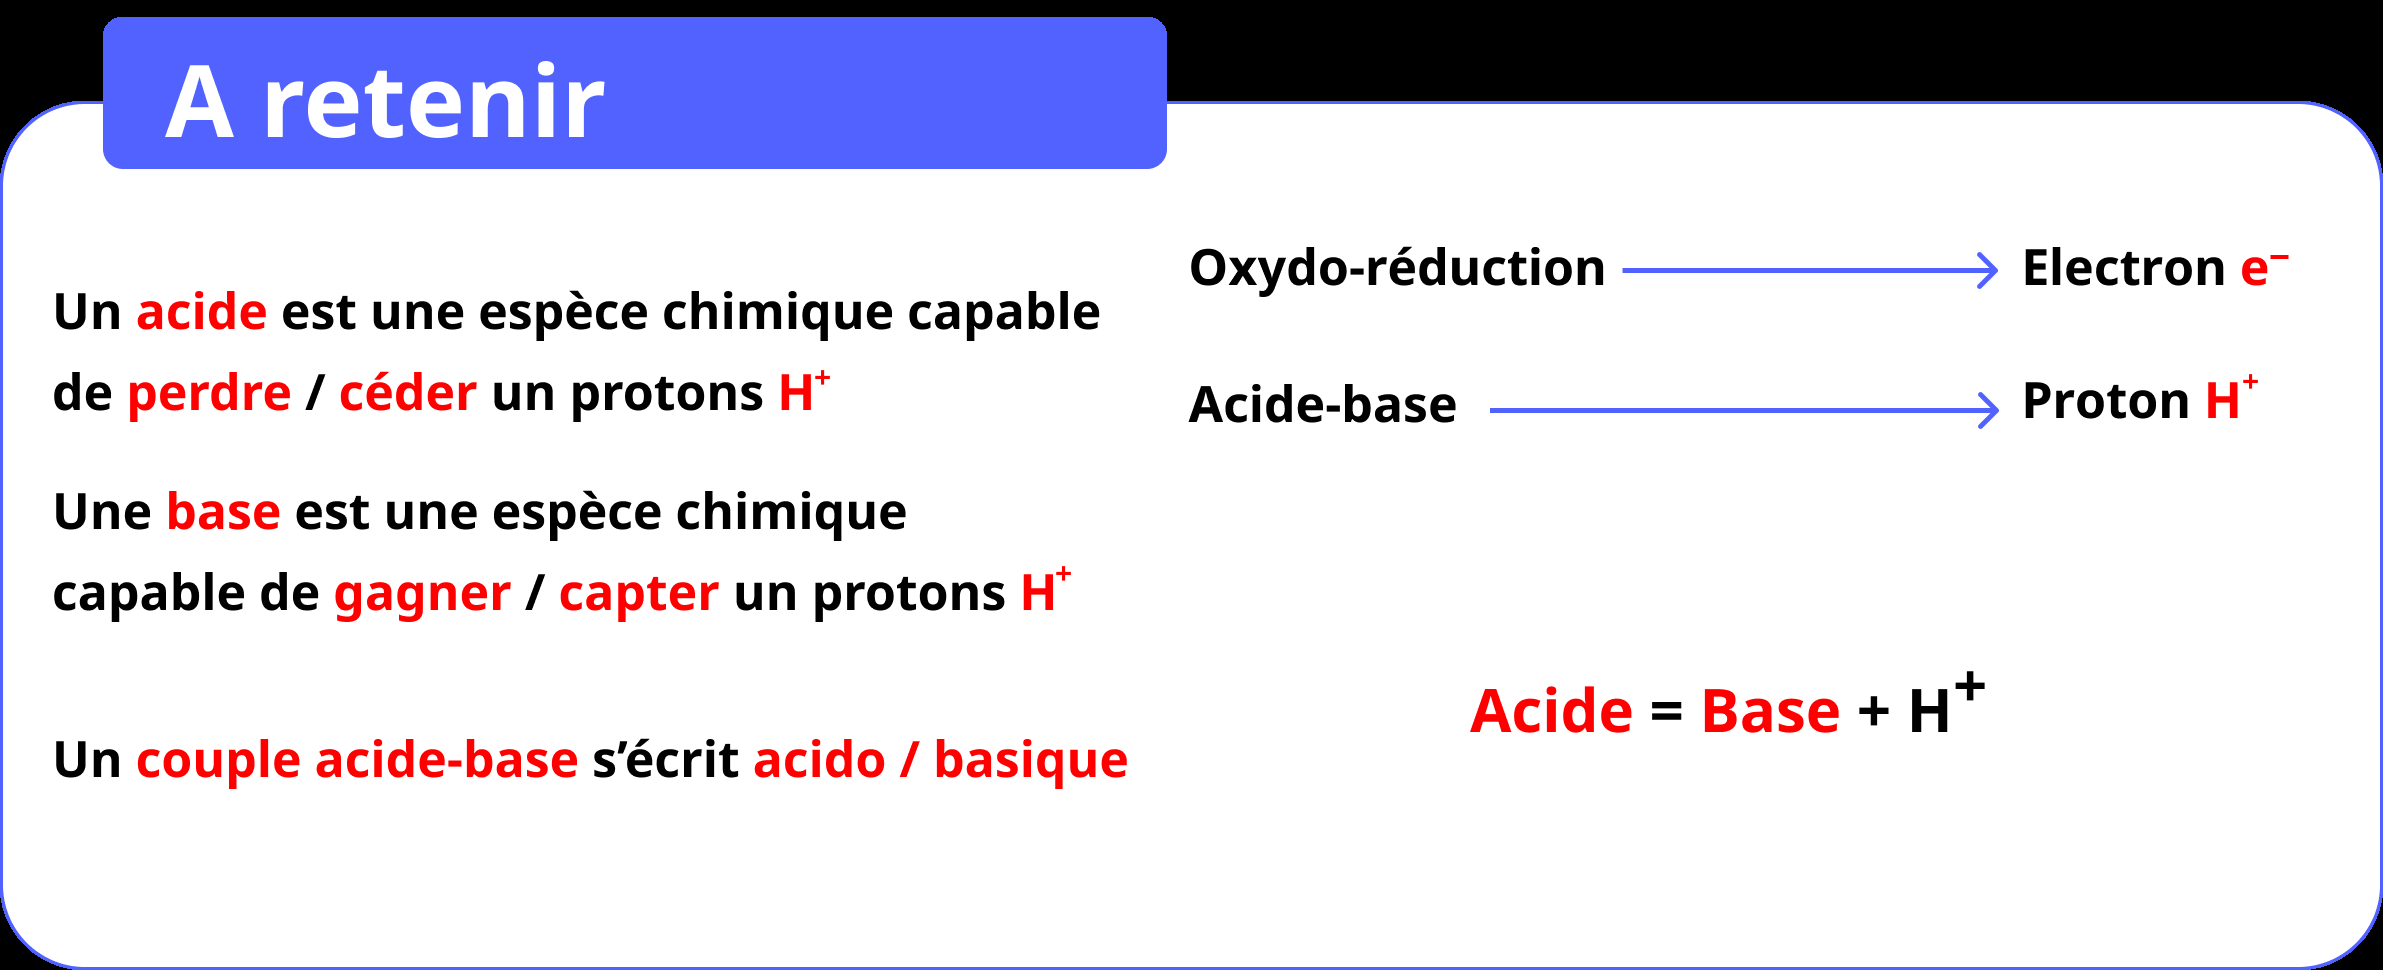 A retenir
Un acide est une espèce chimique capable
de perdre / céder un protons H⁺
Une base est une espèce chimique
capable de gagner / capter un protons H⁺
Un couple acide-base s’écrit acido / basique
Oxydo-réduction Electron e⁻
Acide-base Proton H⁺
Acide = Base + H⁺